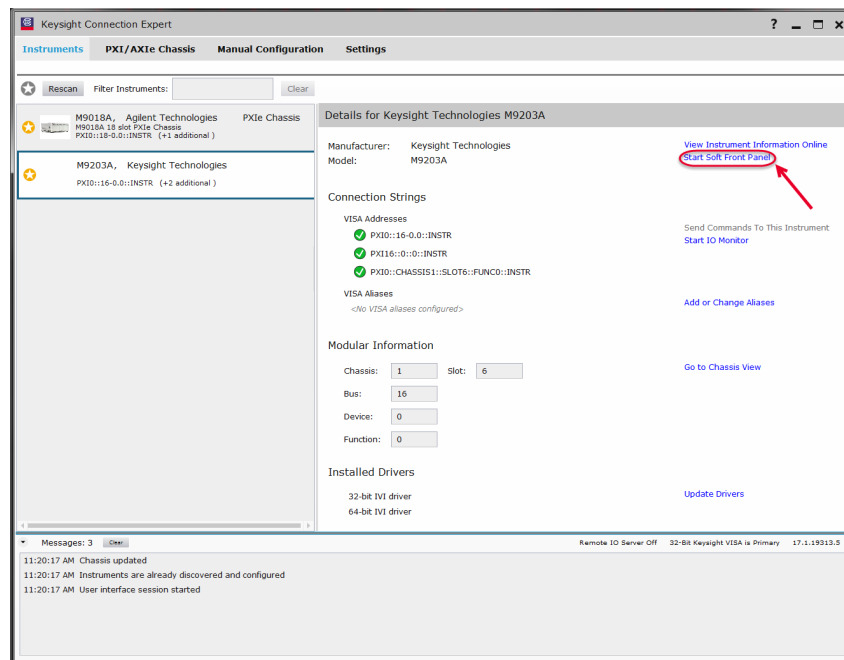 Keysight Connection Expert
Instruments PXI/AXIe Chassis Manual Configuration Settings
Rescan Filter Instruments: Clear
M9018A, Agilent Technologies PXIe Chassis
M9018A 18 slot PXIe Chassis
PXI0::18-0.0::INSTR (+1 additional )
M9203A, Keysight Technologies
PXI0::16-0.0::INSTR (+2 additional )
Details for Keysight Technologies M9203A
Manufacturer: Keysight Technologies
Model: M9203A
View Instrument Information Online
Start Soft Front Panel
Connection Strings
VISA Addresses
PXI0::16-0.0::INSTR
PXI16::0::0::INSTR
PXI0::CHASSIS1::SLOT6::FUNC0::INSTR
Send Commands To This Instrument
Start IO Monitor
VISA Aliases
<No VISA aliases configured>
Add or Change Aliases
Modular Information
Chassis: 1 Slot: 6
Go to Chassis View
Bus: 16
Device: 0
Function: 0
Installed Drivers
32-bit IVI driver
64-bit IVI driver
Update Drivers
Messages: 3 Clear
Remote IO Server Off 32-Bit Keysight VISA is Primary 17.1.19313.5
11:20:17 AM Chassis updated
11:20:17 AM Instruments are already discovered and configured
11:20:17 AM User interface session started